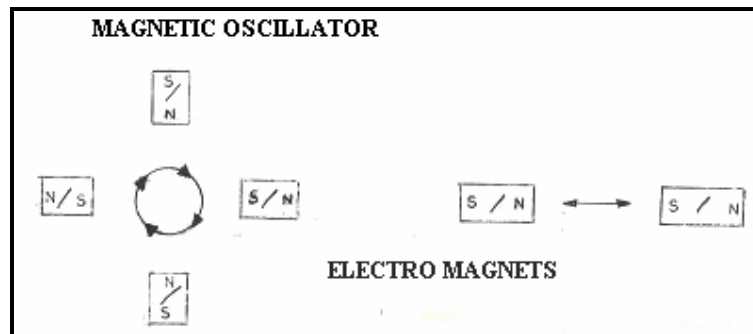 MAGNETIC OSCILLATOR
S / N
N / S
S / N
S / N
S / N
N / S
ELECTRO MAGNETS